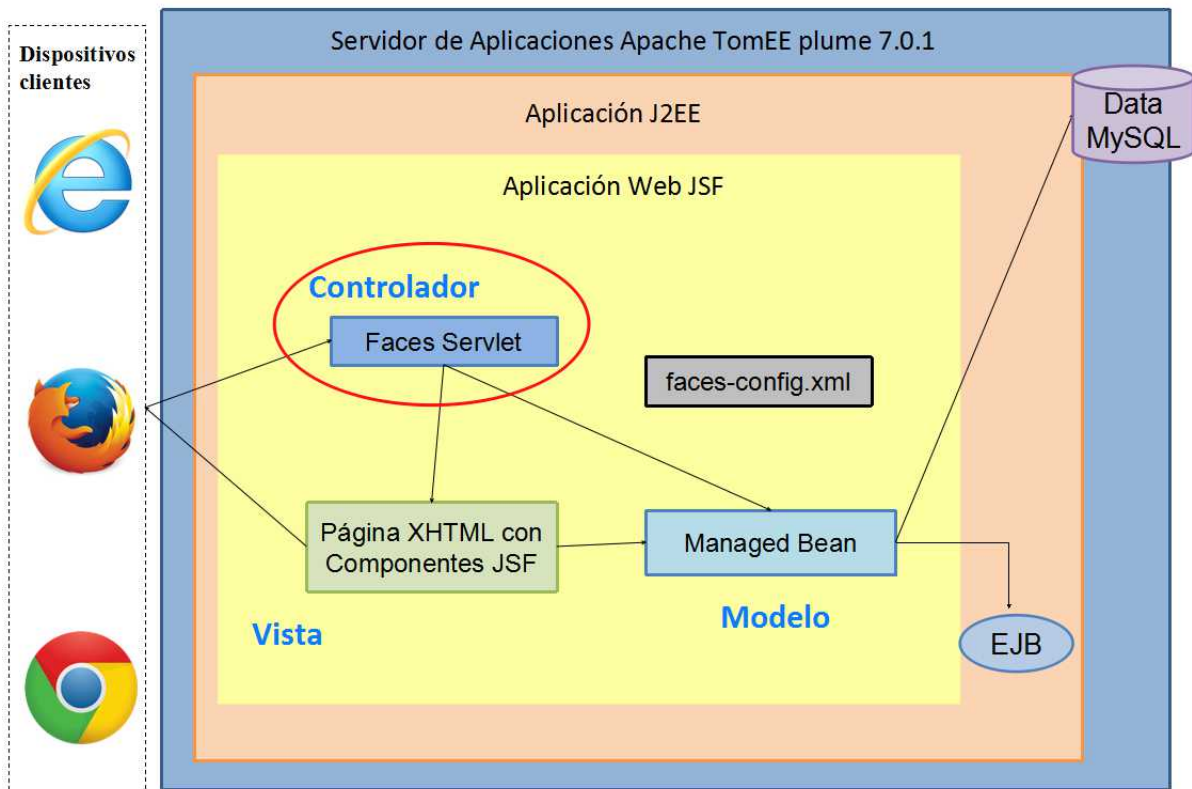 Dispositivos
clientes
Servidor de Aplicaciones Apache TomEE plume 7.0.1
Aplicación J2EE
Data
MySQL
Aplicación Web JSF
Controlador
Faces Servlet
faces-config.xml
Página XHTML con
Componentes JSF
Managed Bean
Vista
Modelo
EJB